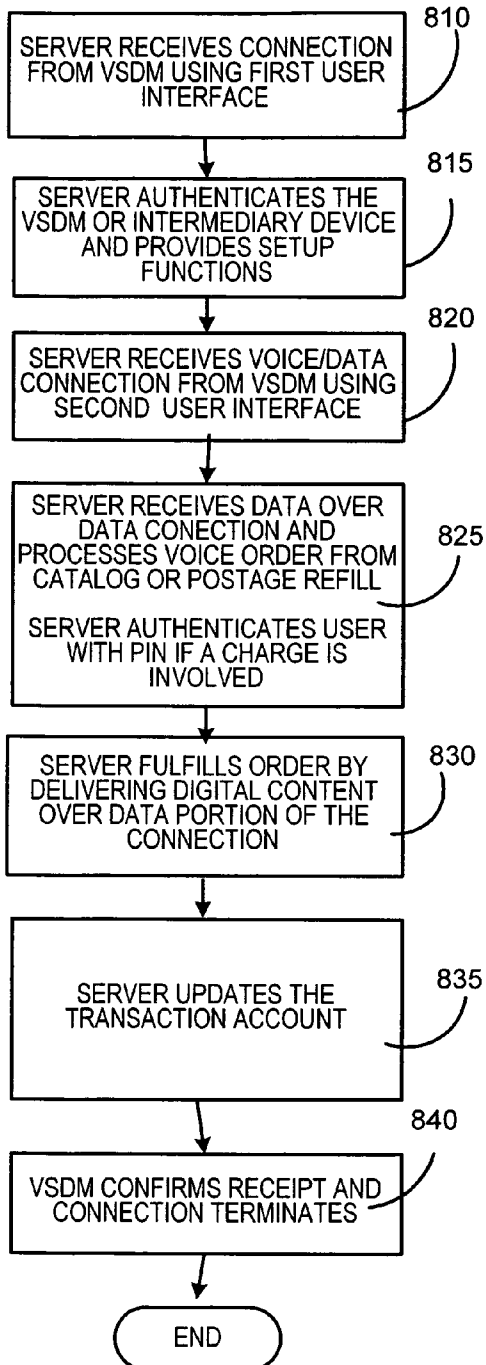 810
SERVER RECEIVES CONNECTION
FROM VSDM USING FIRST USER
INTERFACE
815
SERVER AUTHENTICATES THE
VSDM OR INTERMEDIARY DEVICE
AND PROVIDES SETUP
FUNCTIONS
820
SERVER RECEIVES VOICE/DATA
CONNECTION FROM VSDM USING
SECOND USER INTERFACE
SERVER RECEIVES DATA OVER
DATA CONECTION AND
PROCESSES VOICE ORDER FROM
CATALOG OR POSTAGE REFILL
825
SERVER AUTHENTICATES USER
WITH PIN IF A CHARGE IS
INVOLVED
830
SERVER FULFILLS ORDER BY
DELIVERING DIGITAL CONTENT
OVER DATA PORTION OF THE
CONNECTION
835
SERVER UPDATES THE
TRANSACTION ACCOUNT
840
VSDM CONFIRMS RECEIPT AND
CONNECTION TERMINATES
END